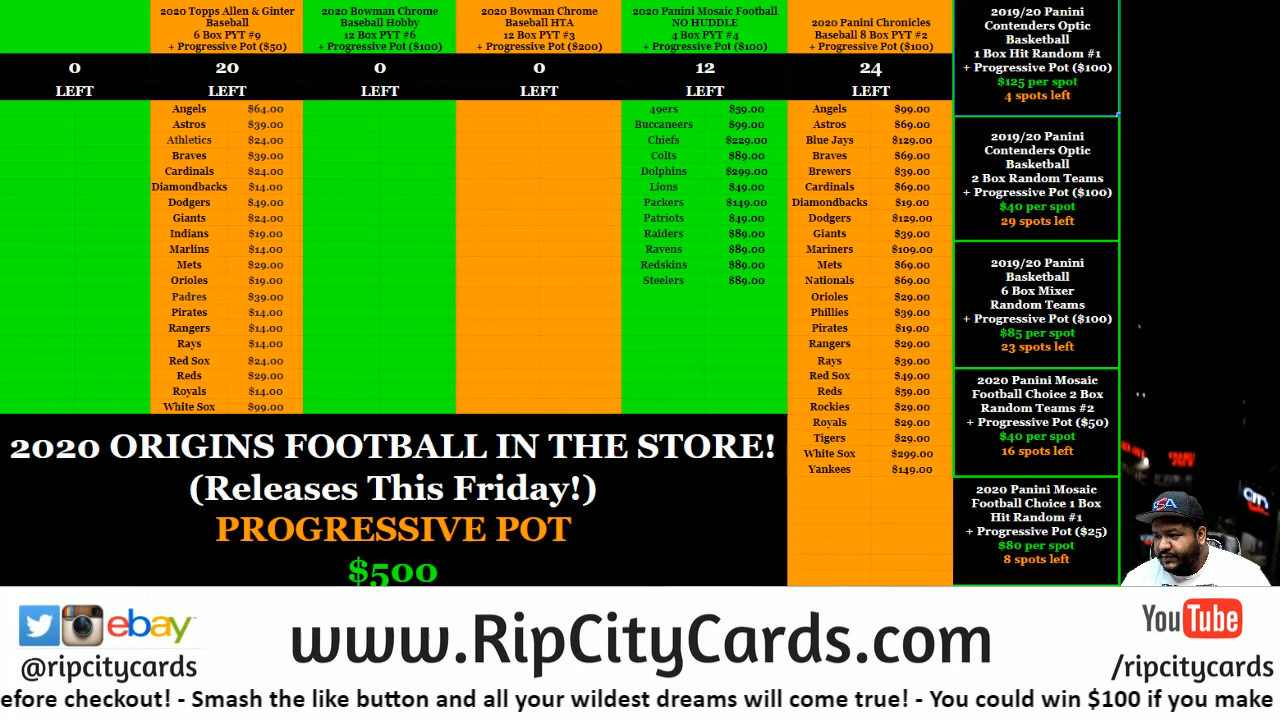 2020 Topps Allen & Ginter
Baseball
6 Box PYT #9
+ Progressive Pot ($50)
2020 Bowman Chrome
Baseball Hobby
12 Box PYT #6
+ Progressive Pot ($100)
2020 Bowman Chrome
Baseball HTA
12 Box PYT #3
+ Progressive Pot ($200)
2020 Panini Mosaic Football
NO HUDDLE
4 Box PYT #4
+ Progressive Pot ($100)
2020 Panini Chronicles
Baseball 8 Box PYT #2
+ Progressive Pot ($100)
0 20 0 0 12 24
LEFT LEFT LEFT LEFT LEFT LEFT
Angels $64.00
Astros $39.00
Athletics $24.00
Braves $39.00
Cardinals $24.00
Diamondbacks $14.00
Dodgers $49.00
Giants $24.00
Indians $19.00
Marlins $14.00
Mets $29.00
Orioles $19.00
Padres $39.00
Pirates $14.00
Rangers $14.00
Rays $14.00
Red Sox $24.00
Reds $29.00
Royals $14.00
White Sox $99.00
49ers $59.00
Buccaneers $99.00
Chiefs $229.00
Colts $89.00
Dolphins $299.00
Lions $49.00
Packers $149.00
Patriots $49.00
Raiders $89.00
Ravens $89.00
Redskins $89.00
Steelers $89.00
Angels $99.00
Astros $69.00
Blue Jays $129.00
Braves $69.00
Brewers $39.00
Cardinals $69.00
Diamondbacks $19.00
Dodgers $129.00
Giants $39.00
Mariners $109.00
Mets $69.00
Nationals $69.00
Orioles $29.00
Phillies $39.00
Pirates $19.00
Rangers $29.00
Rays $39.00
Red Sox $49.00
Reds $59.00
Rockies $29.00
Royals $29.00
Tigers $29.00
White Sox $299.00
Yankees $149.00
2019/20 Panini
Contenders Optic
Basketball
1 Box Hit Random #1
+ Progressive Pot ($100)
$125 per spot
4 spots left
2019/20 Panini
Contenders Optic
Basketball
2 Box Random Teams
+ Progressive Pot ($100)
$40 per spot
29 spots left
2019/20 Panini
Basketball
6 Box Mixer
Random Teams
+ Progressive Pot ($100)
$85 per spot
23 spots left
2020 Panini Mosaic
Football Choice 2 Box
Random Teams #2
+ Progressive Pot ($50)
$40 per spot
16 spots left
2020 Panini Mosaic
Football Choice 1 Box
Hit Random #1
+ Progressive Pot ($25)
$80 per spot
8 spots left
2020 ORIGINS FOOTBALL IN THE STORE!
(Releases This Friday!)
PROGRESSIVE POT
$500
ebay
@ripcitycards
www.RipCityCards.com
YouTube
/ripcitycards
efore checkout! - Smash the like button and all your wildest dreams will come true! - You could win $100 if you make